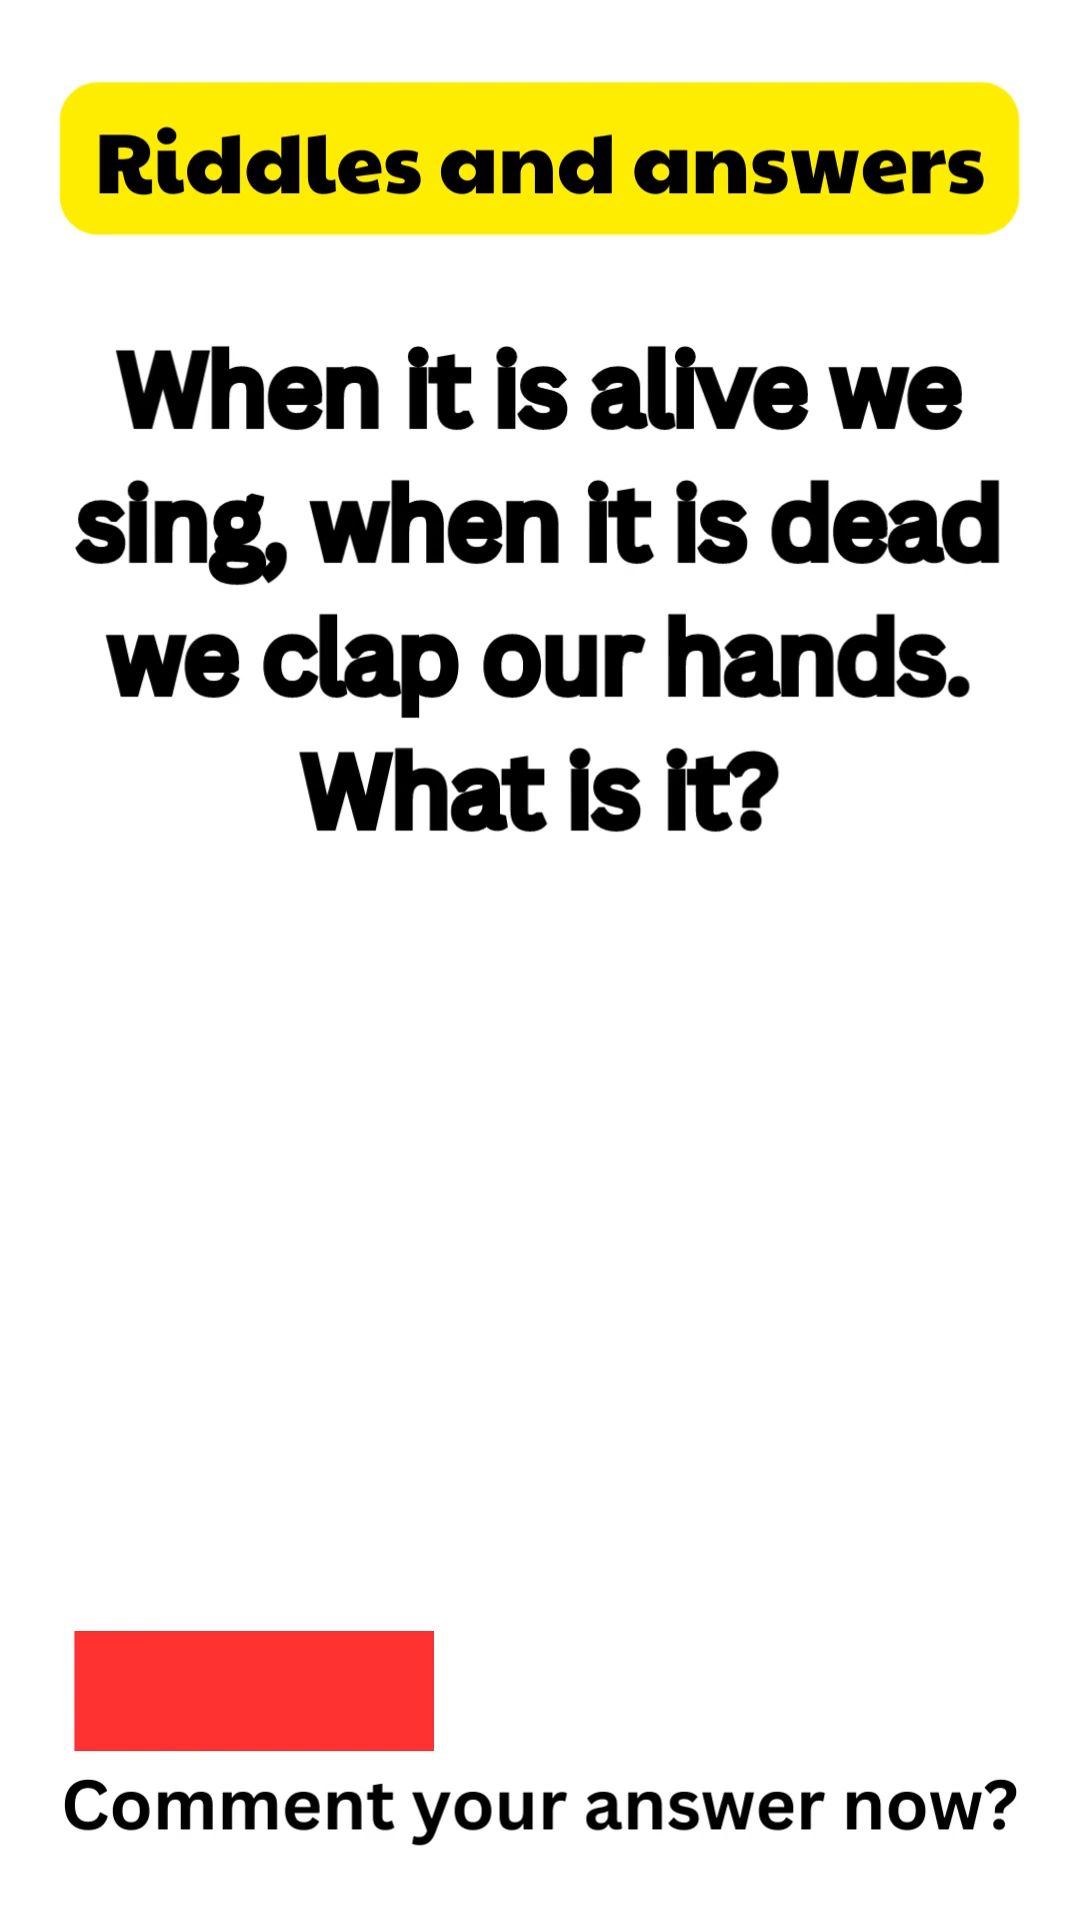 Riddles and answers
When it is alive we
sing, when it is dead
we clap our hands.
What is it?
Comment your answer now?